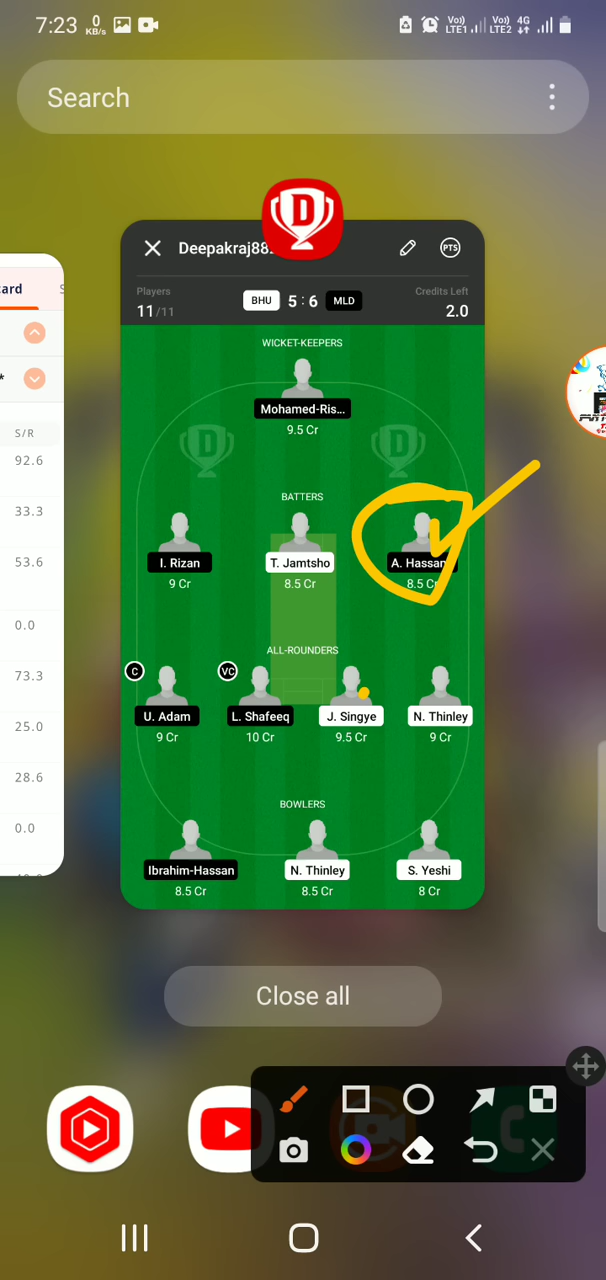 7:23 0 KB/s Vo)) LTE1 Vo)) LTE2 4G
Search
D
Deepakraj88
PTS
Players
11/11
BHU 5 : 6 MLD
Credits Left
2.0
ard
WICKET-KEEPERS
Mohamed-Ris...
9.5 Cr
S/R
92.6
33.3
53.6
0.0
73.3
25.0
28.6
0.0
D D
BATTERS
I. Rizan T. Jamtsho A. Hassan
9 Cr 8.5 Cr 8.5 Cr
ALL-ROUNDERS
C VC
U. Adam L. Shafeeq J. Singye N. Thinley
9 Cr 10 Cr 9.5 Cr 9 Cr
BOWLERS
Ibrahim-Hassan N. Thinley S. Yeshi
8.5 Cr 8.5 Cr 8 Cr
Close all